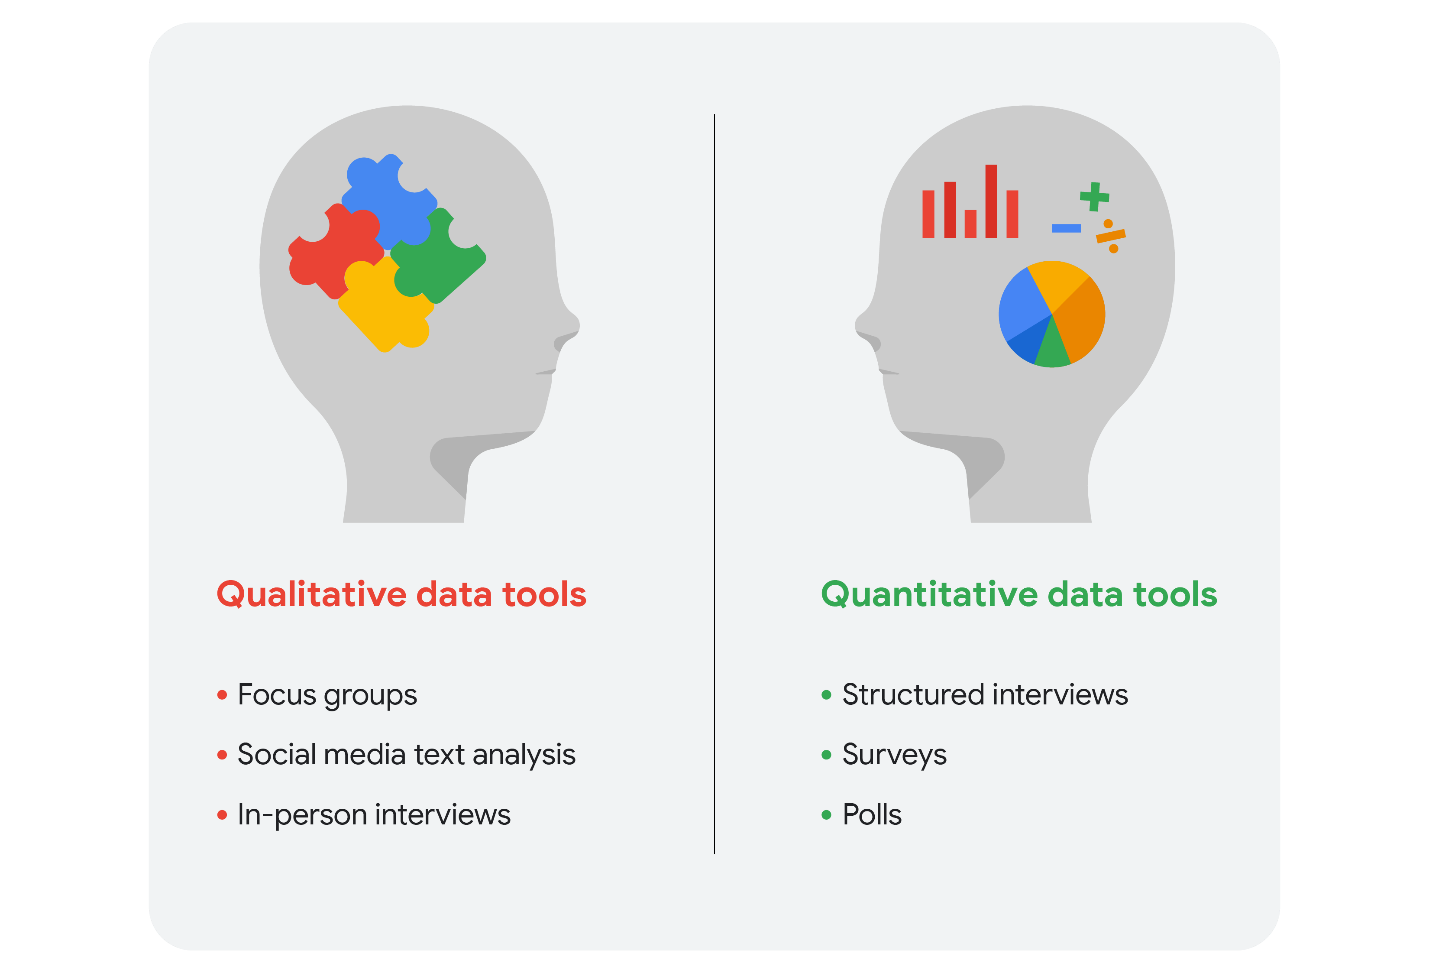 Qualitative data tools
• Focus groups
• Social media text analysis
• In-person interviews
Quantitative data tools
• Structured interviews
• Surveys
• Polls